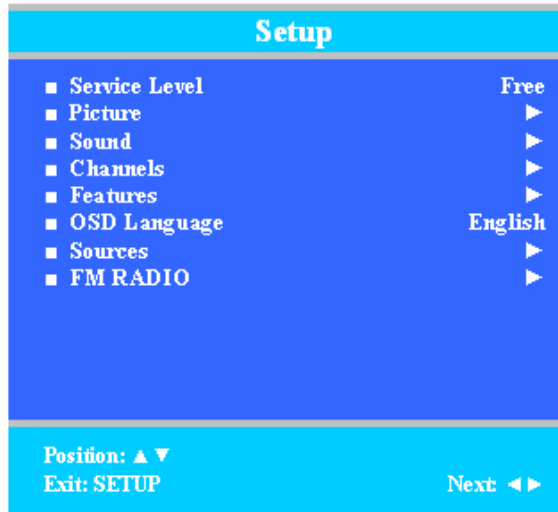 Setup
■ Service Level Free
■ Picture ▶
■ Sound ▶
■ Channels ▶
■ Features ▶
■ OSD Language English
■ Sources ▶
■ FM RADIO ▶
Position: ▲▼
Exit: SETUP Next: ◀▶